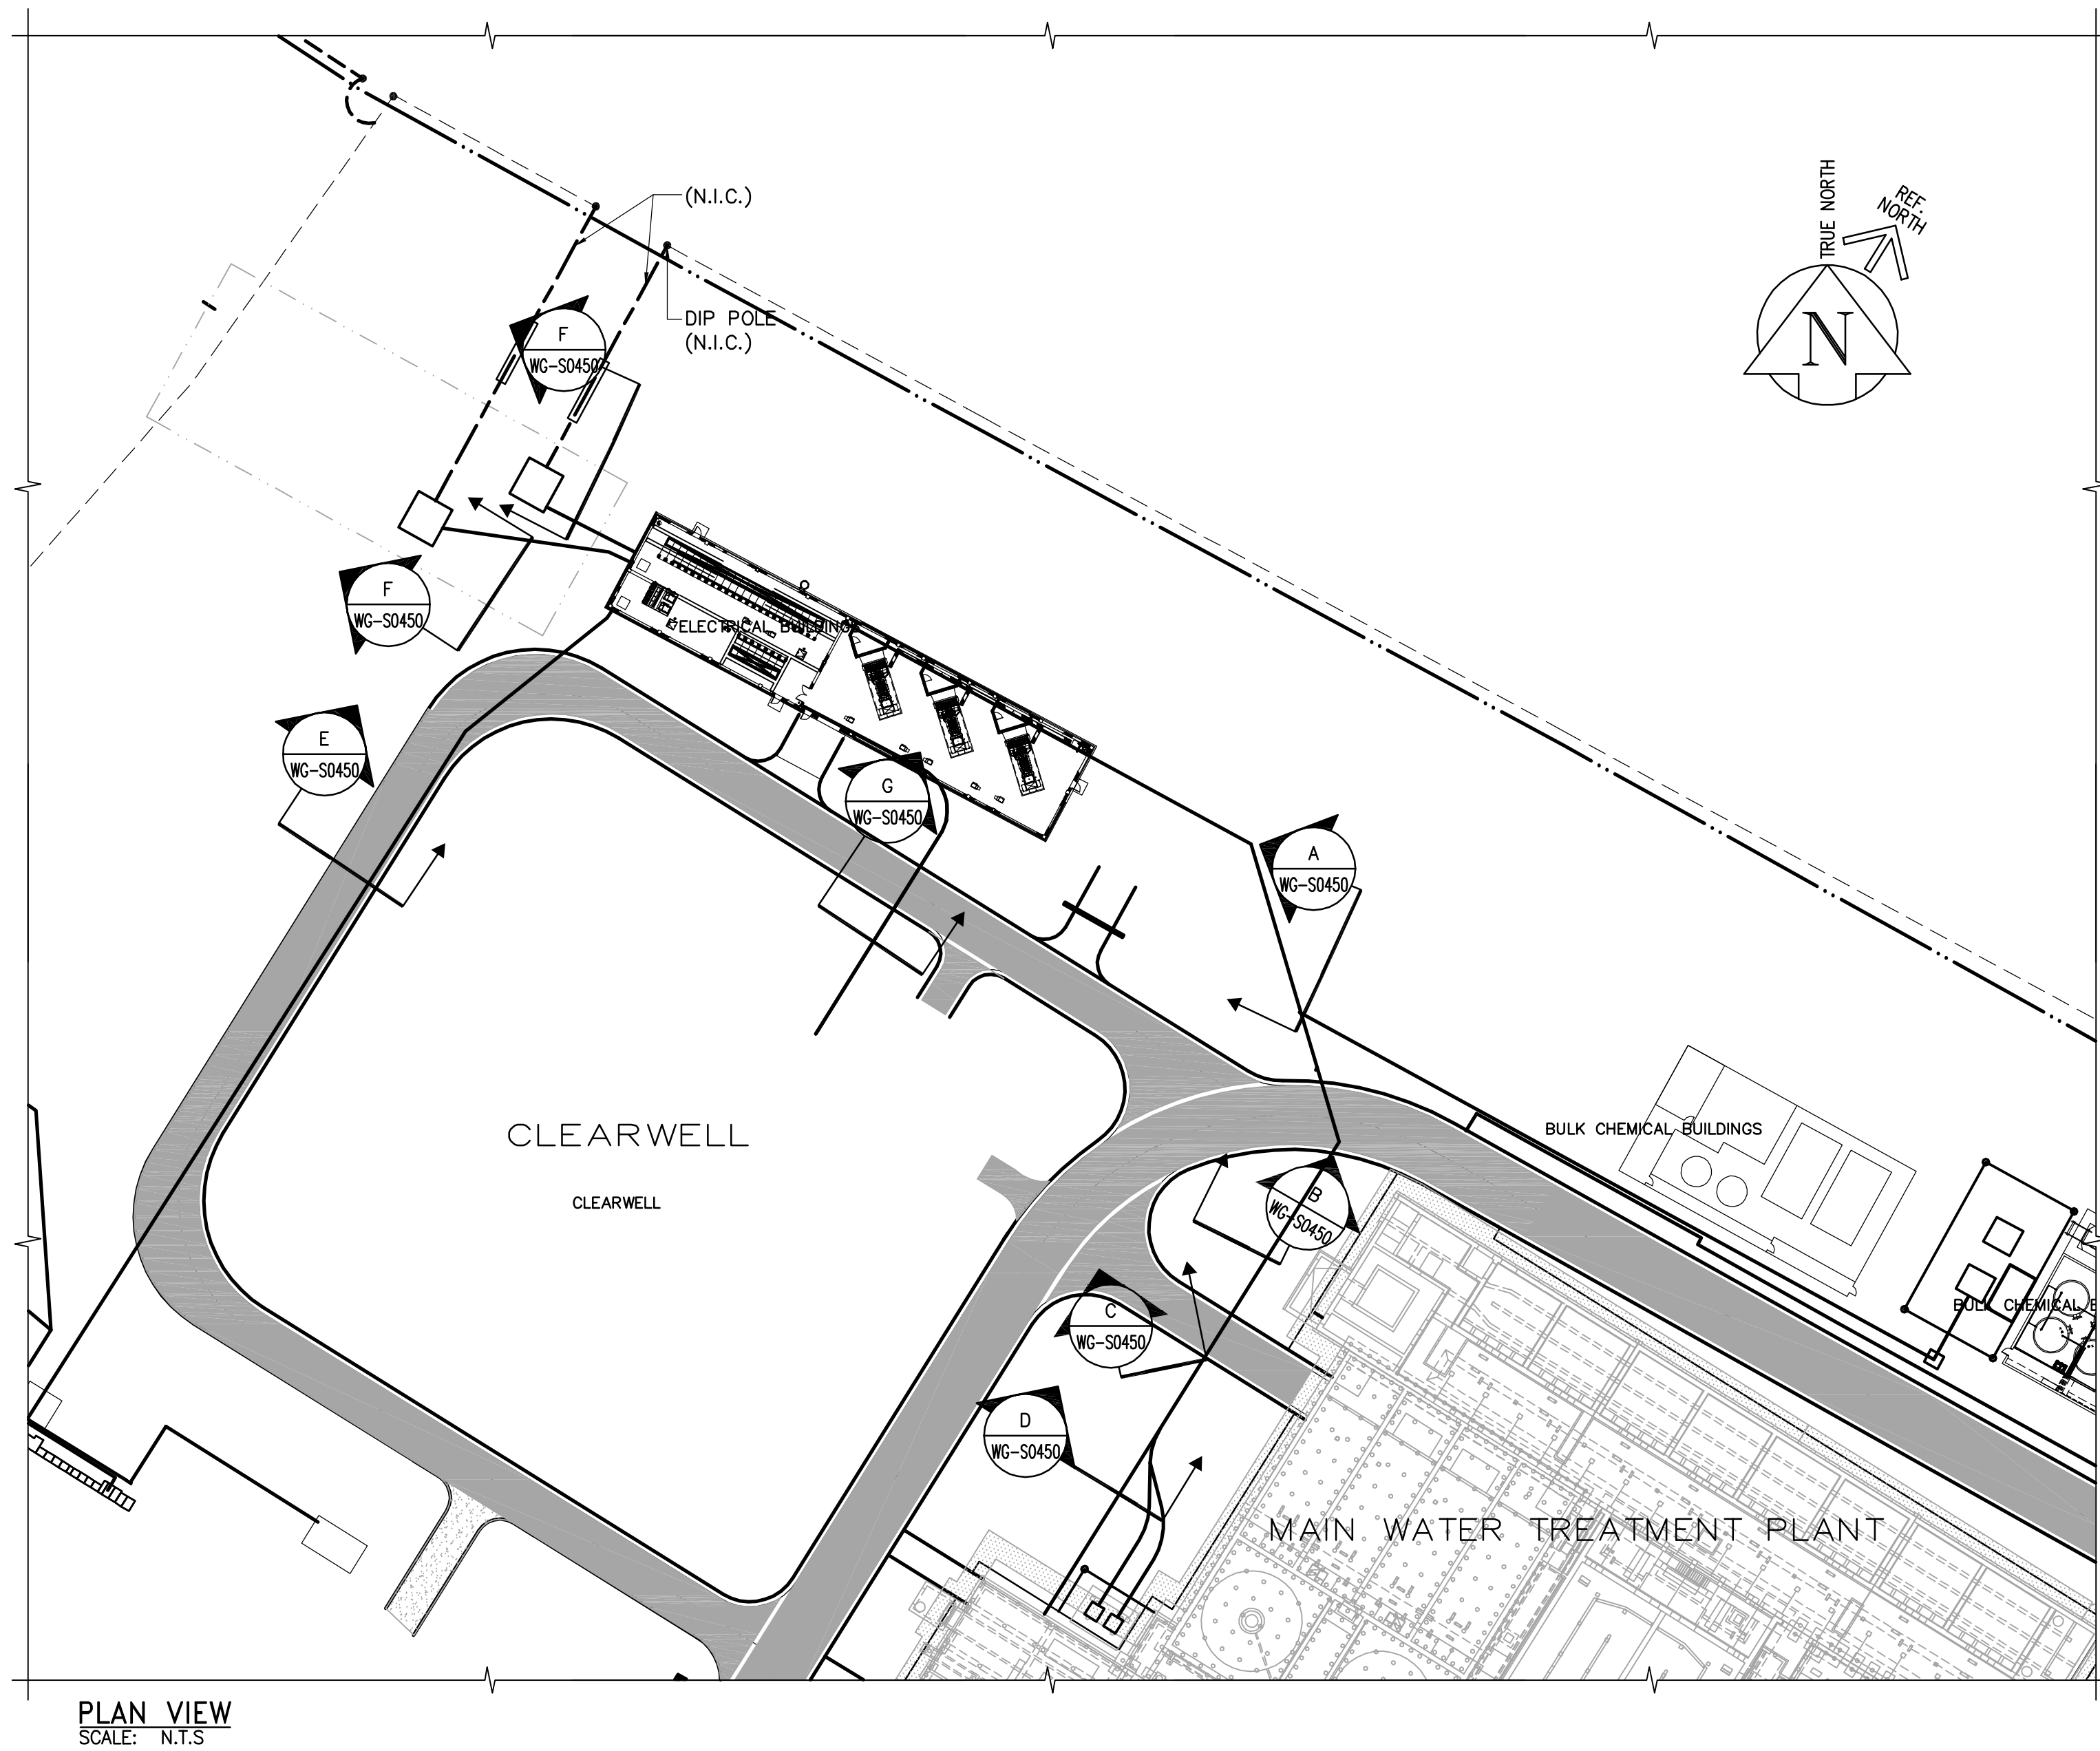 (N.I.C.)
TRUE NORTH
REF.
NORTH
N
DIP POLE
(N.I.C.)
F
WG-S0450
F
WG-S0450
ELECTRICAL BUILDINGS
E
WG-S0450
G
WG-S0450
A
WG-S0450
CLEARWELL
CLEARWELL
BULK CHEMICAL BUILDINGS
B
WG-S0450
BULK CHEMICAL B
C
WG-S0450
D
WG-S0450
MAIN WATER TREATMENT PLANT
PLAN VIEW
SCALE: N.T.S